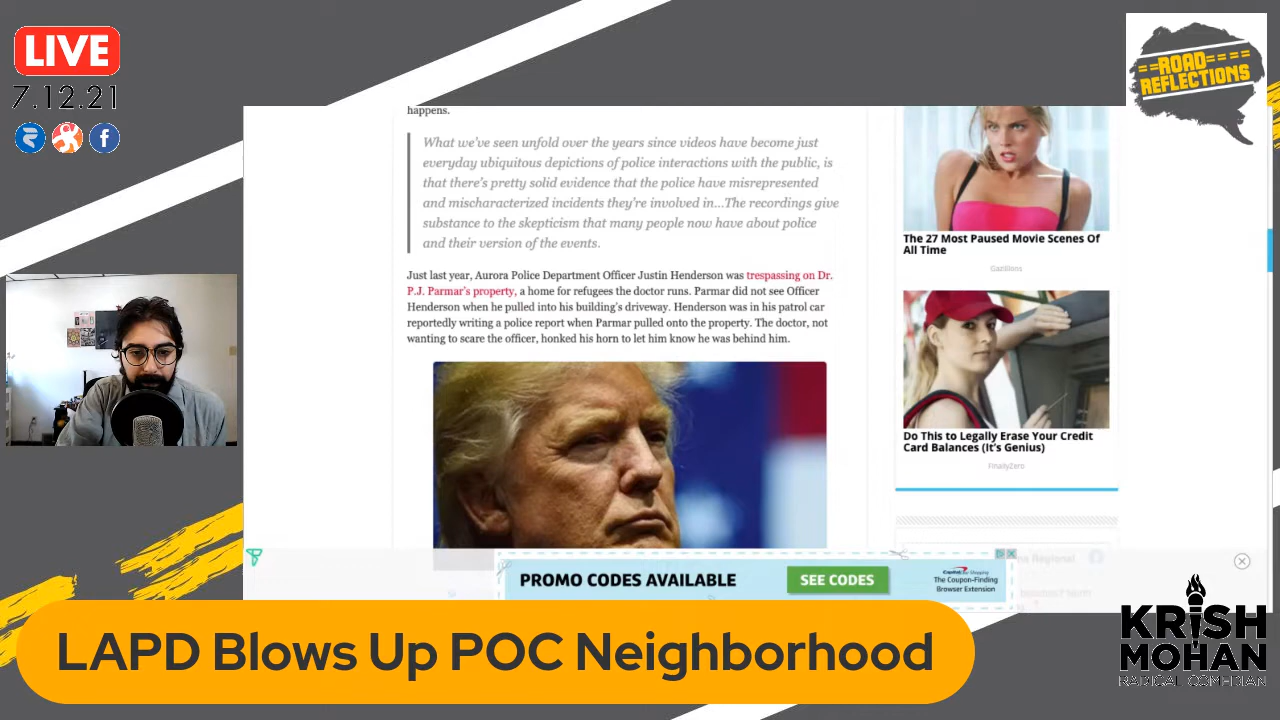 LIVE
7.12.21
==ROAD====
REFLECTIONS
happens.
What we've seen unfold over the years since videos have become just
everyday ubiquitous depictions of police interactions with the public, is
that there's pretty solid evidence that the police have misrepresented
and mischaracterized incidents they're involved in...The recordings give
substance to the skepticism that many people now have about police
and their version of the events.
Just last year, Aurora Police Department Officer Justin Henderson was trespassing on Dr.
P.J. Parmar's property, a home for refugees the doctor runs. Parmar did not see Officer
Henderson when he pulled into his building's driveway. Henderson was in his patrol car
reportedly writing a police report when Parmar pulled onto the property. The doctor, not
wanting to scare the officer, honked his horn to let him know he was behind him.
The 27 Most Paused Movie Scenes Of
All Time
Gazillions
Do This to Legally Erase Your Credit
Card Balances (It's Genius)
FinallyZero
Regional
PROMO CODES AVAILABLE
SEE CODES
Capital One Shopping
The Coupon-Finding
Browser Extension
LAPD Blows Up POC Neighborhood
KRISH
MOHAN
RADICAL COMEDIAN